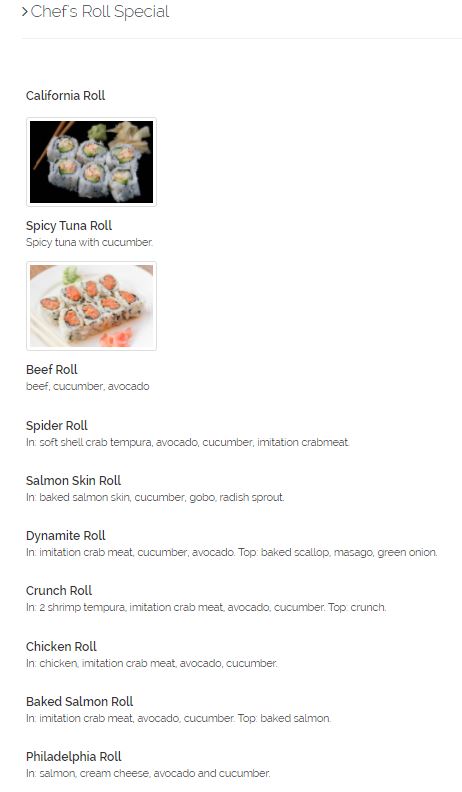 Chef's Roll Special
California Roll
Spicy Tuna Roll
Spicy tuna with cucumber.
Beef Roll
beef, cucumber, avocado
Spider Roll
In: soft shell crab tempura, avocado, cucumber, imitation crabmeat.
Salmon Skin Roll
In: baked salmon skin, cucumber, gobo, radish sprout.
Dynamite Roll
In: imitation crab meat, cucumber, avocado. Top: baked scallop, masago, green onion.
Crunch Roll
In: 2 shrimp tempura, imitation crab meat, avocado, cucumber. Top: crunch.
Chicken Roll
In: chicken, imitation crab meat, avocado, cucumber.
Baked Salmon Roll
In: imitation crab meat, avocado, cucumber. Top: baked salmon.
Philadelphia Roll
In: salmon, cream cheese, avocado and cucumber.